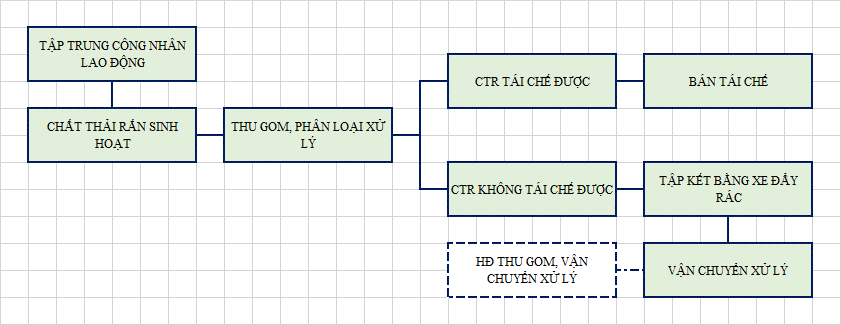 TẬP TRUNG CÔNG NHÂN
LAO ĐỘNG
CHẤT THẢI RẮN SINH
HOẠT
THU GOM, PHÂN LOẠI XỬ
LÝ
CTR TÁI CHẾ ĐƯỢC
BÁN TÁI CHẾ
CTR KHÔNG TÁI CHẾ ĐƯỢC
TẬP KẾT BẰNG XE ĐẨY
RÁC
HĐ THU GOM, VẬN
CHUYỂN XỬ LÝ
VẬN CHUYỂN XỬ LÝ